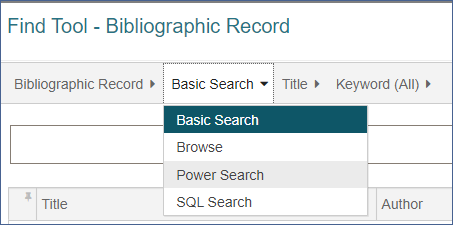 Find Tool - Bibliographic Record
Bibliographic Record Basic Search Title Keyword (All)
Basic Search
Browse
Power Search
SQL Search
Title Author